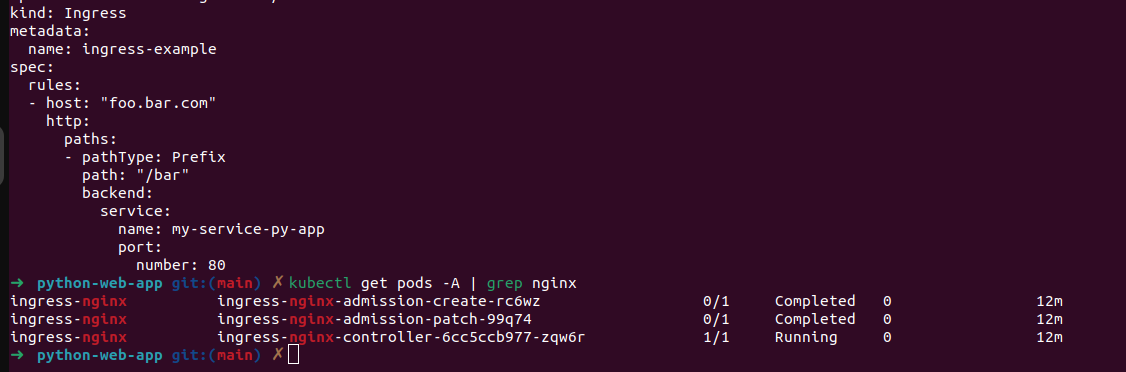 kind: Ingress
metadata:
  name: ingress-example
spec:
  rules:
  - host: "foo.bar.com"
    http:
      paths:
      - pathType: Prefix
        path: "/bar"
        backend:
          service:
            name: my-service-py-app
            port:
              number: 80
➜  python-web-app git:(main) ✗ kubectl get pods -A | grep nginx
ingress-nginx          ingress-nginx-admission-create-rc6wz                  0/1     Completed   0                12m
ingress-nginx          ingress-nginx-admission-patch-99q74                   0/1     Completed   0                12m
ingress-nginx          ingress-nginx-controller-6cc5ccb977-zqw6r             1/1     Running     0                12m
➜  python-web-app git:(main) ✗